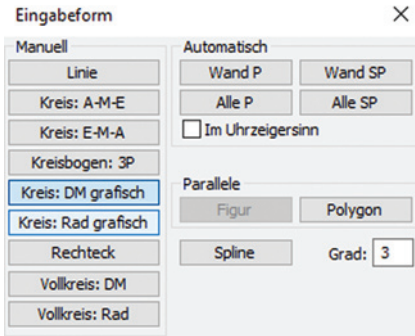 Eingabeform
Manuell
Linie
Kreis: A-M-E
Kreis: E-M-A
Kreisbogen: 3P
Kreis: DM grafisch
Kreis: Rad grafisch
Rechteck
Vollkreis: DM
Vollkreis: Rad
Automatisch
Wand P Wand SP
Alle P Alle SP
Im Uhrzeigersinn
Parallele
Figur Polygon
Spline Grad: 3